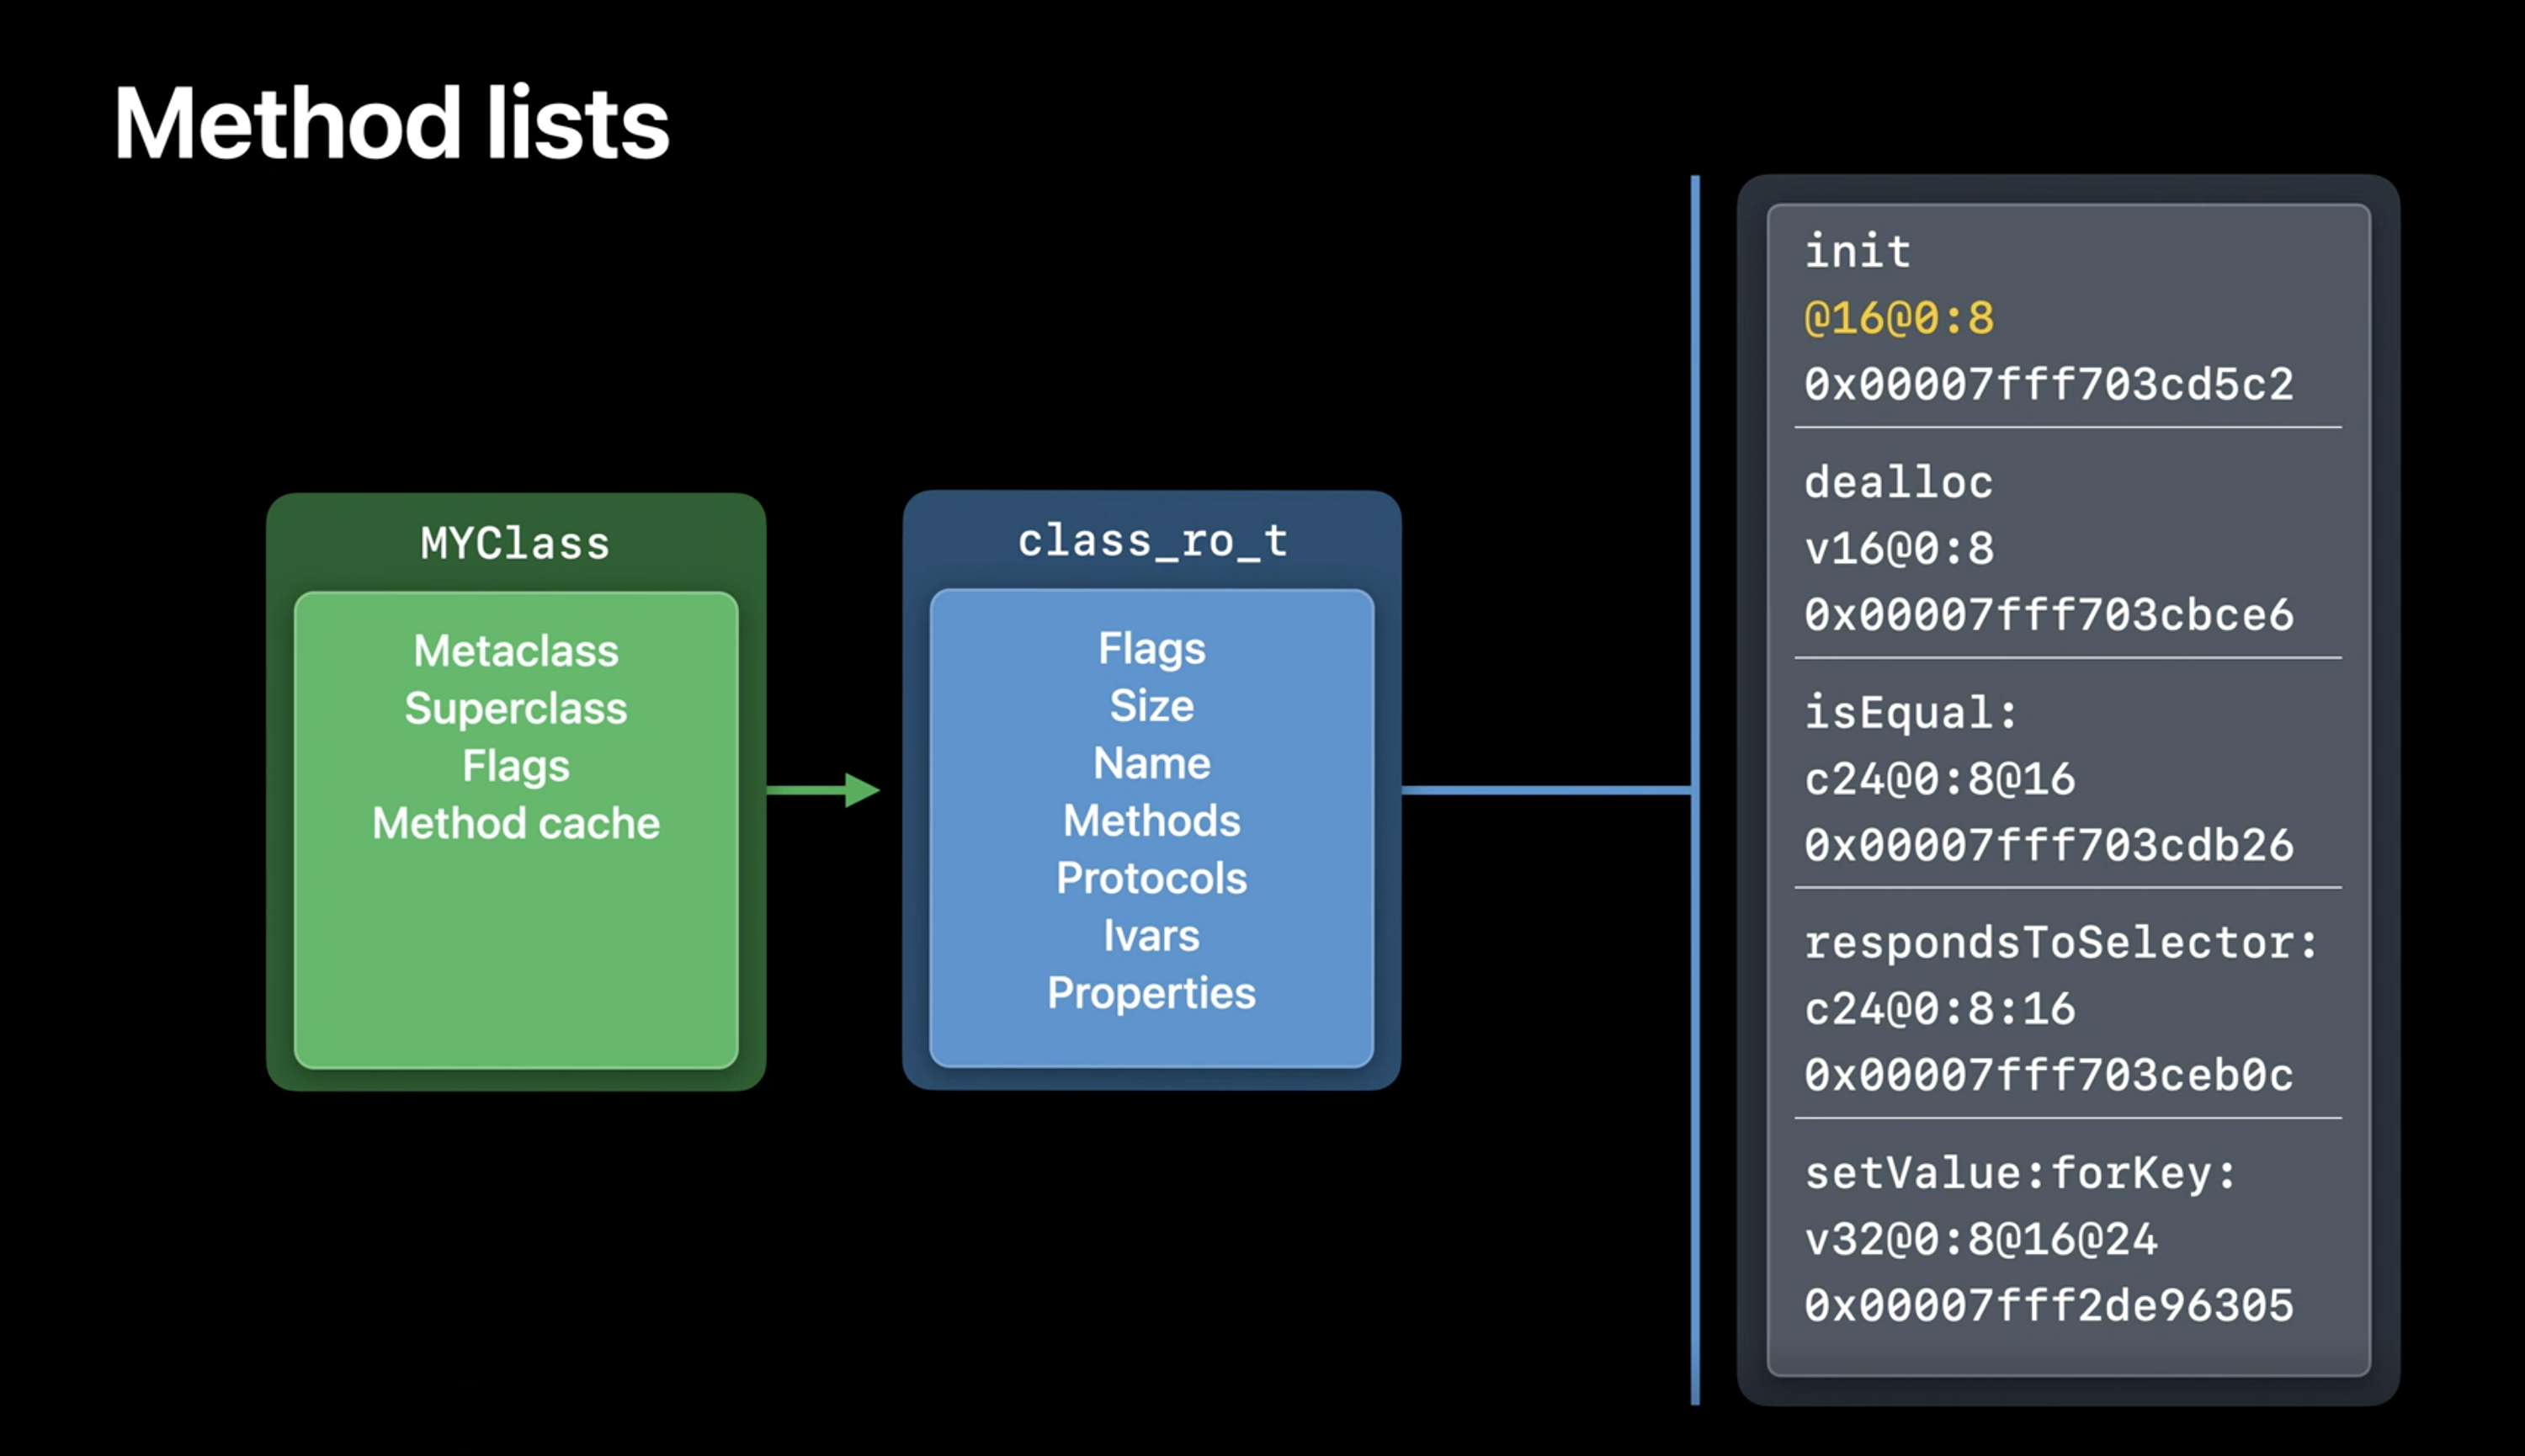 Method lists
MYClass
Metaclass
Superclass
Flags
Method cache
class_ro_t
Flags
Size
Name
Methods
Protocols
Ivars
Properties
init
@16@0:8
0x00007fff703cd5c2
dealloc
v16@0:8
0x00007fff703cbce6
isEqual:
c24@0:8@16
0x00007fff703cdb26
respondsToSelector:
c24@0:8:16
0x00007fff703ceb0c
setValue:forKey:
v32@0:8@16@24
0x00007fff2de96305